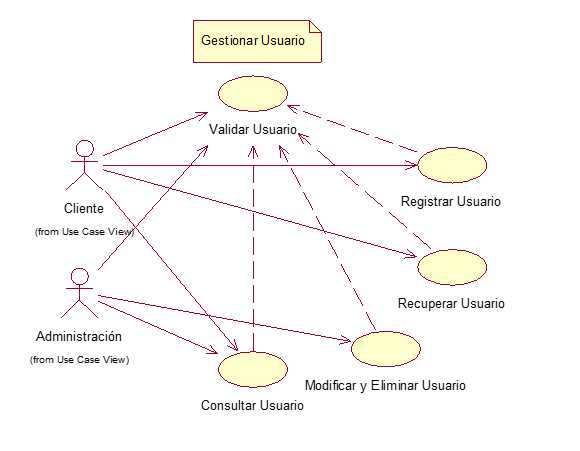 Gestionar Usuario
Validar Usuario
Registrar Usuario
Cliente
(from Use Case View)
Recuperar Usuario
Administración
(from Use Case View)
Modificar y Eliminar Usuario
Consultar Usuario